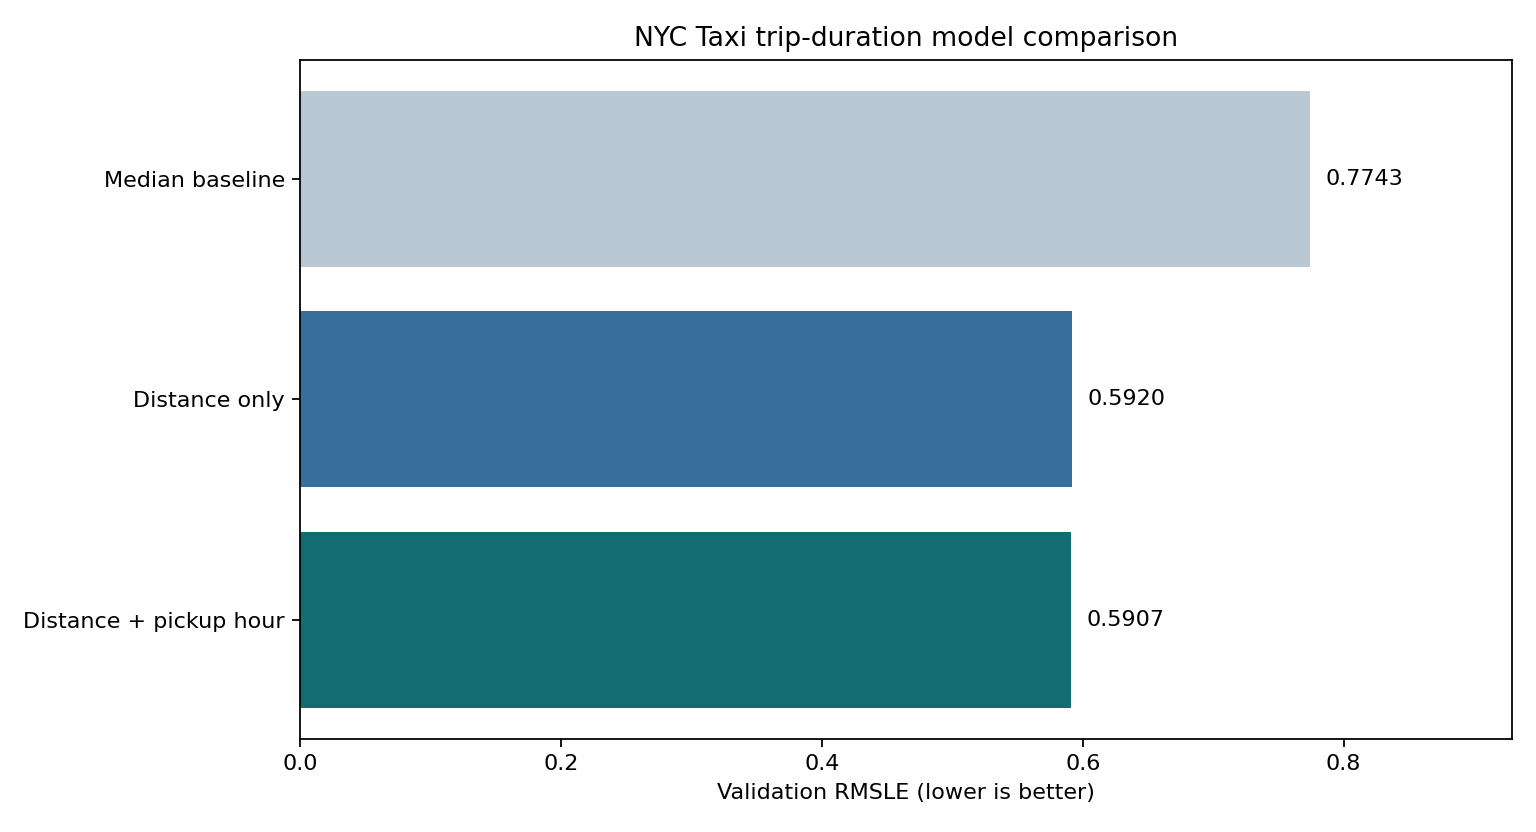 NYC Taxi trip-duration model comparison
Median baseline
0.7743
Distance only
0.5920
Distance + pickup hour
0.5907
0.0 0.2 0.4 0.6 0.8
Validation RMSLE (lower is better)